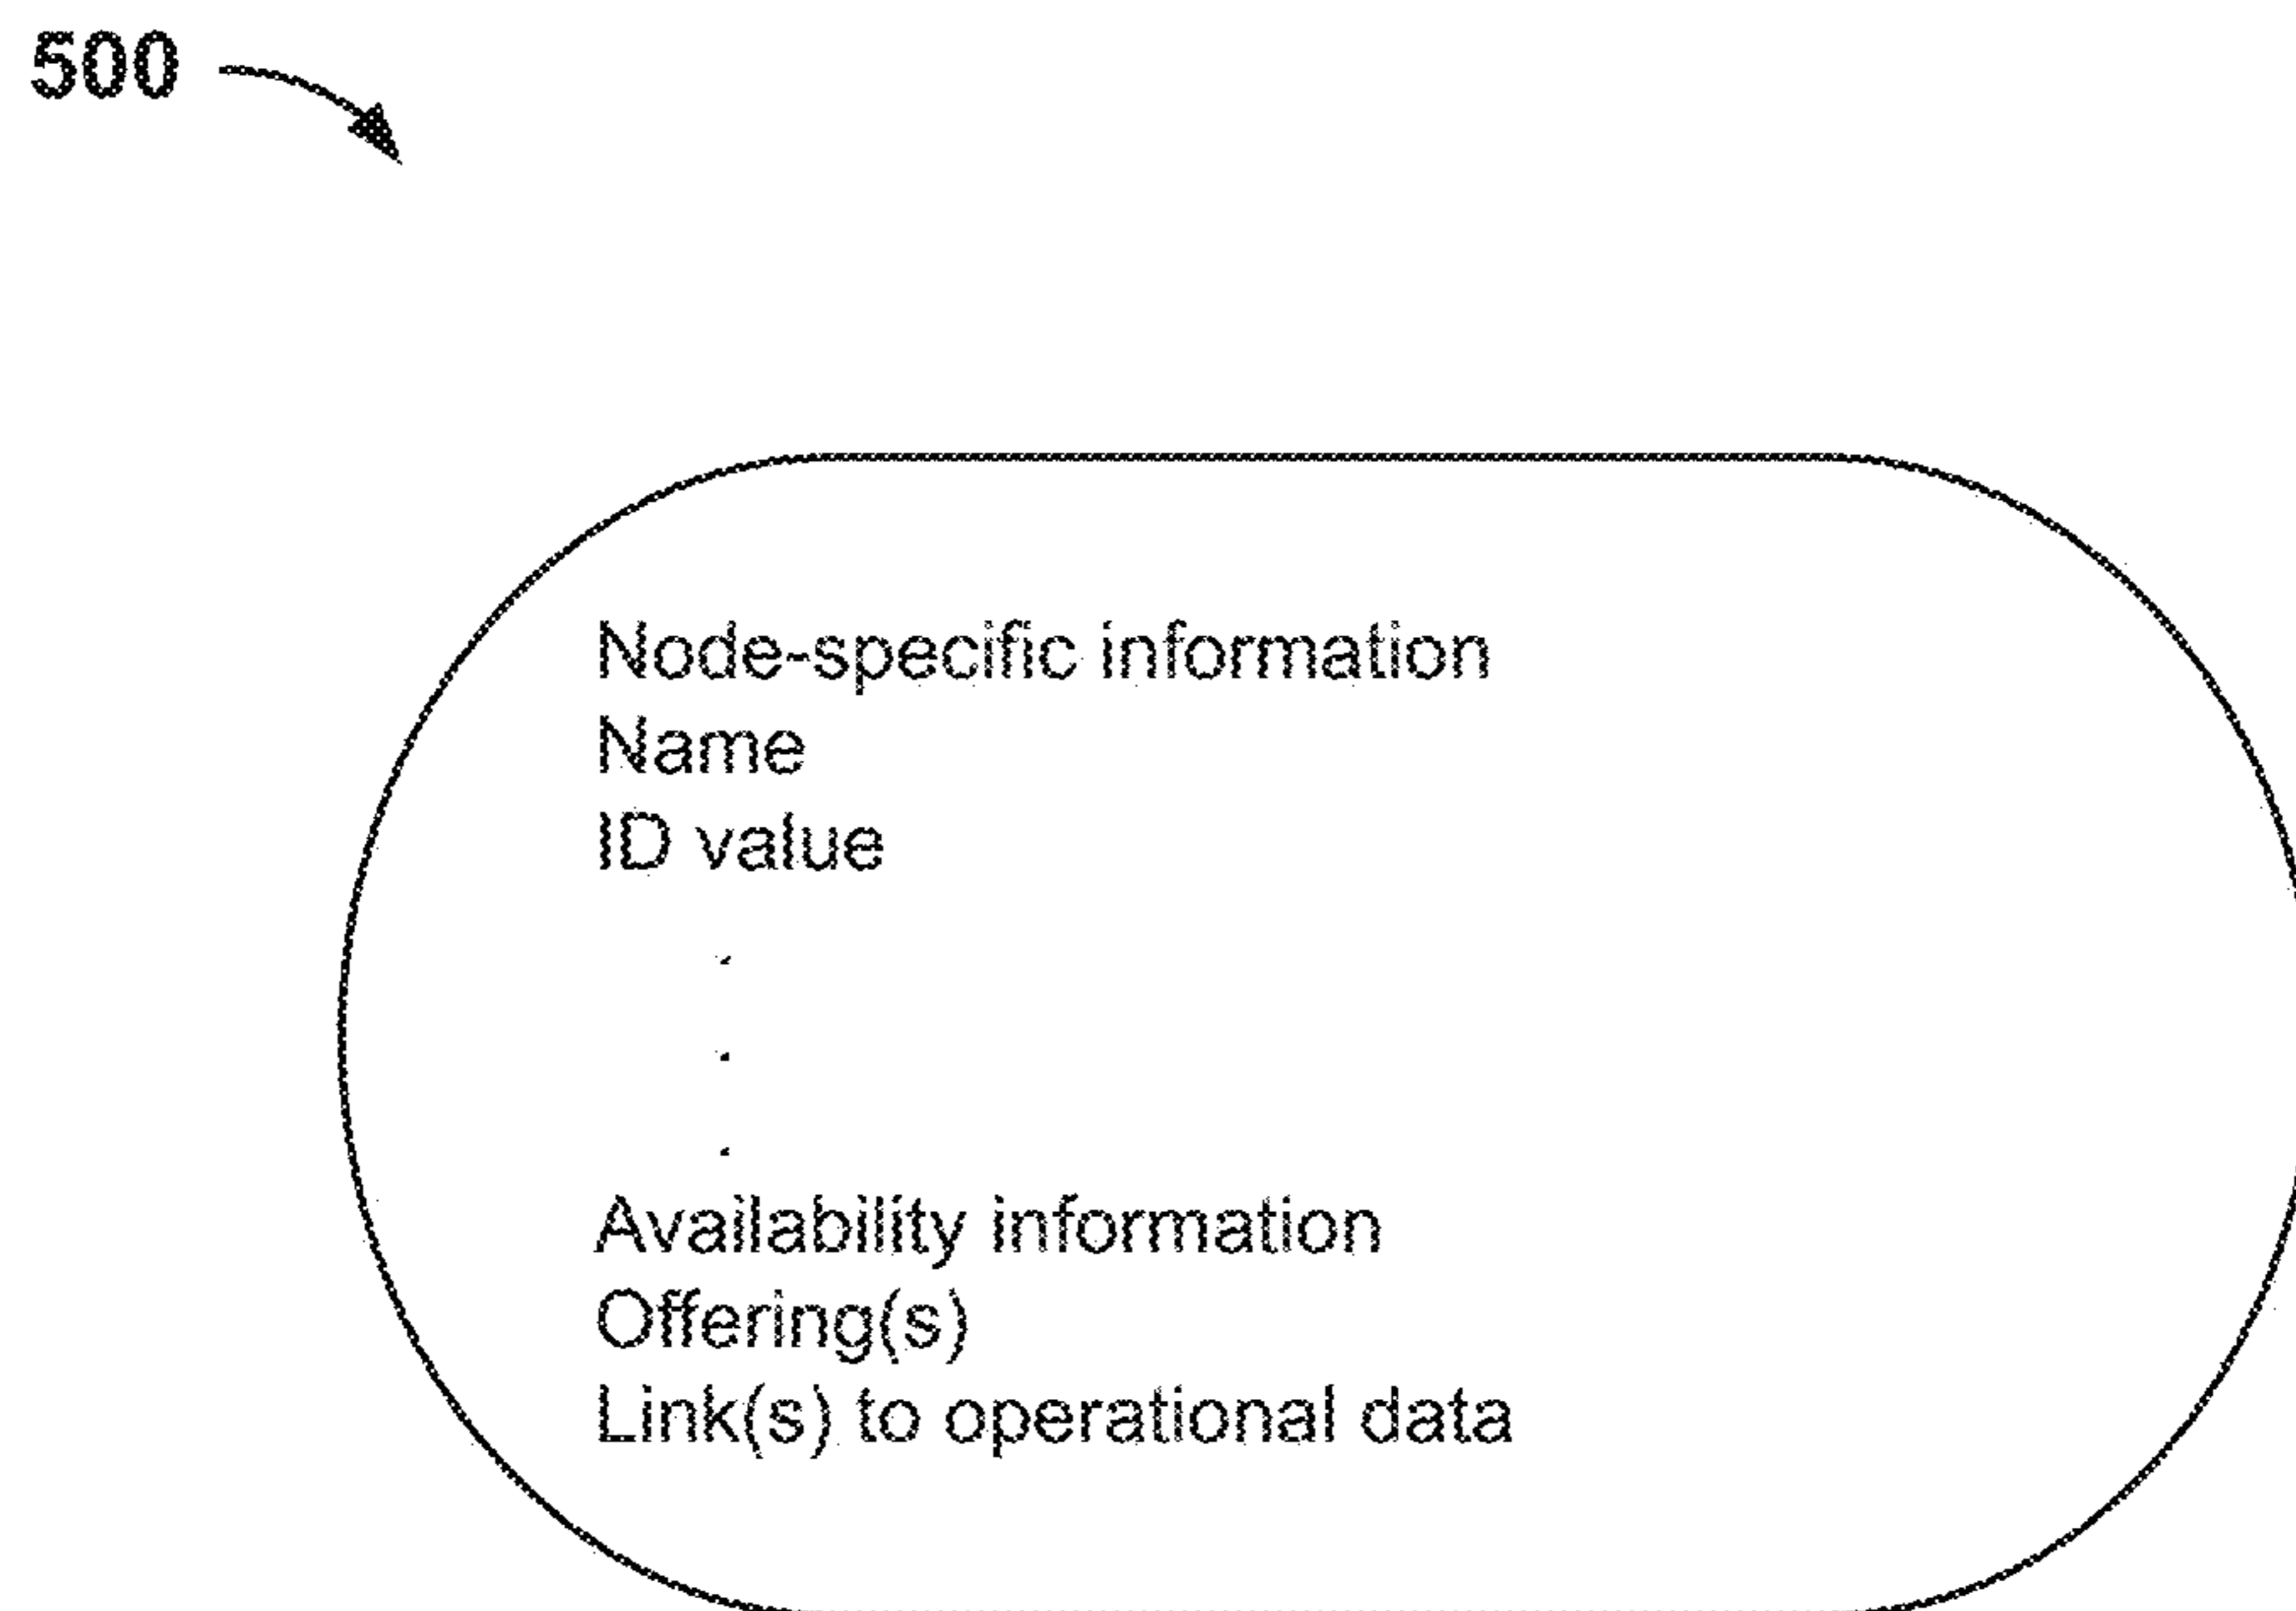 500
Node-specific information
Name
ID value
.
.
.
Availability information
Offering(s)
Link(s) to operational data